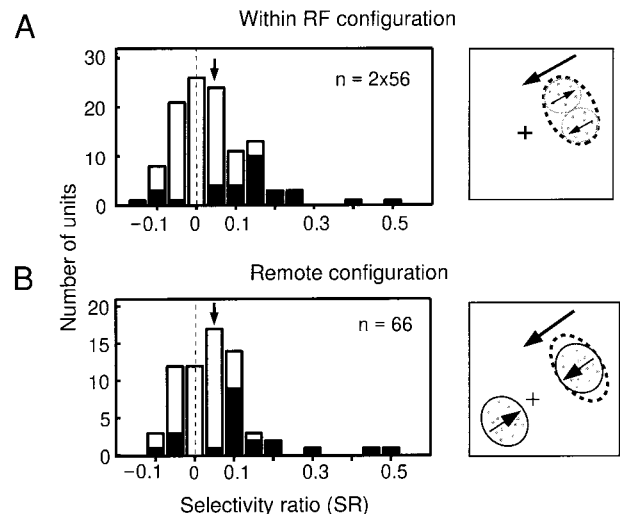 A
Within RF configuration
30
20
10
0
n = 2x56
−0.1 0 0.1 0.3 0.5
Number of units
B
Remote configuration
20
15
10
5
0
n = 66
−0.1 0 0.1 0.3 0.5
Selectivity ratio (SR)